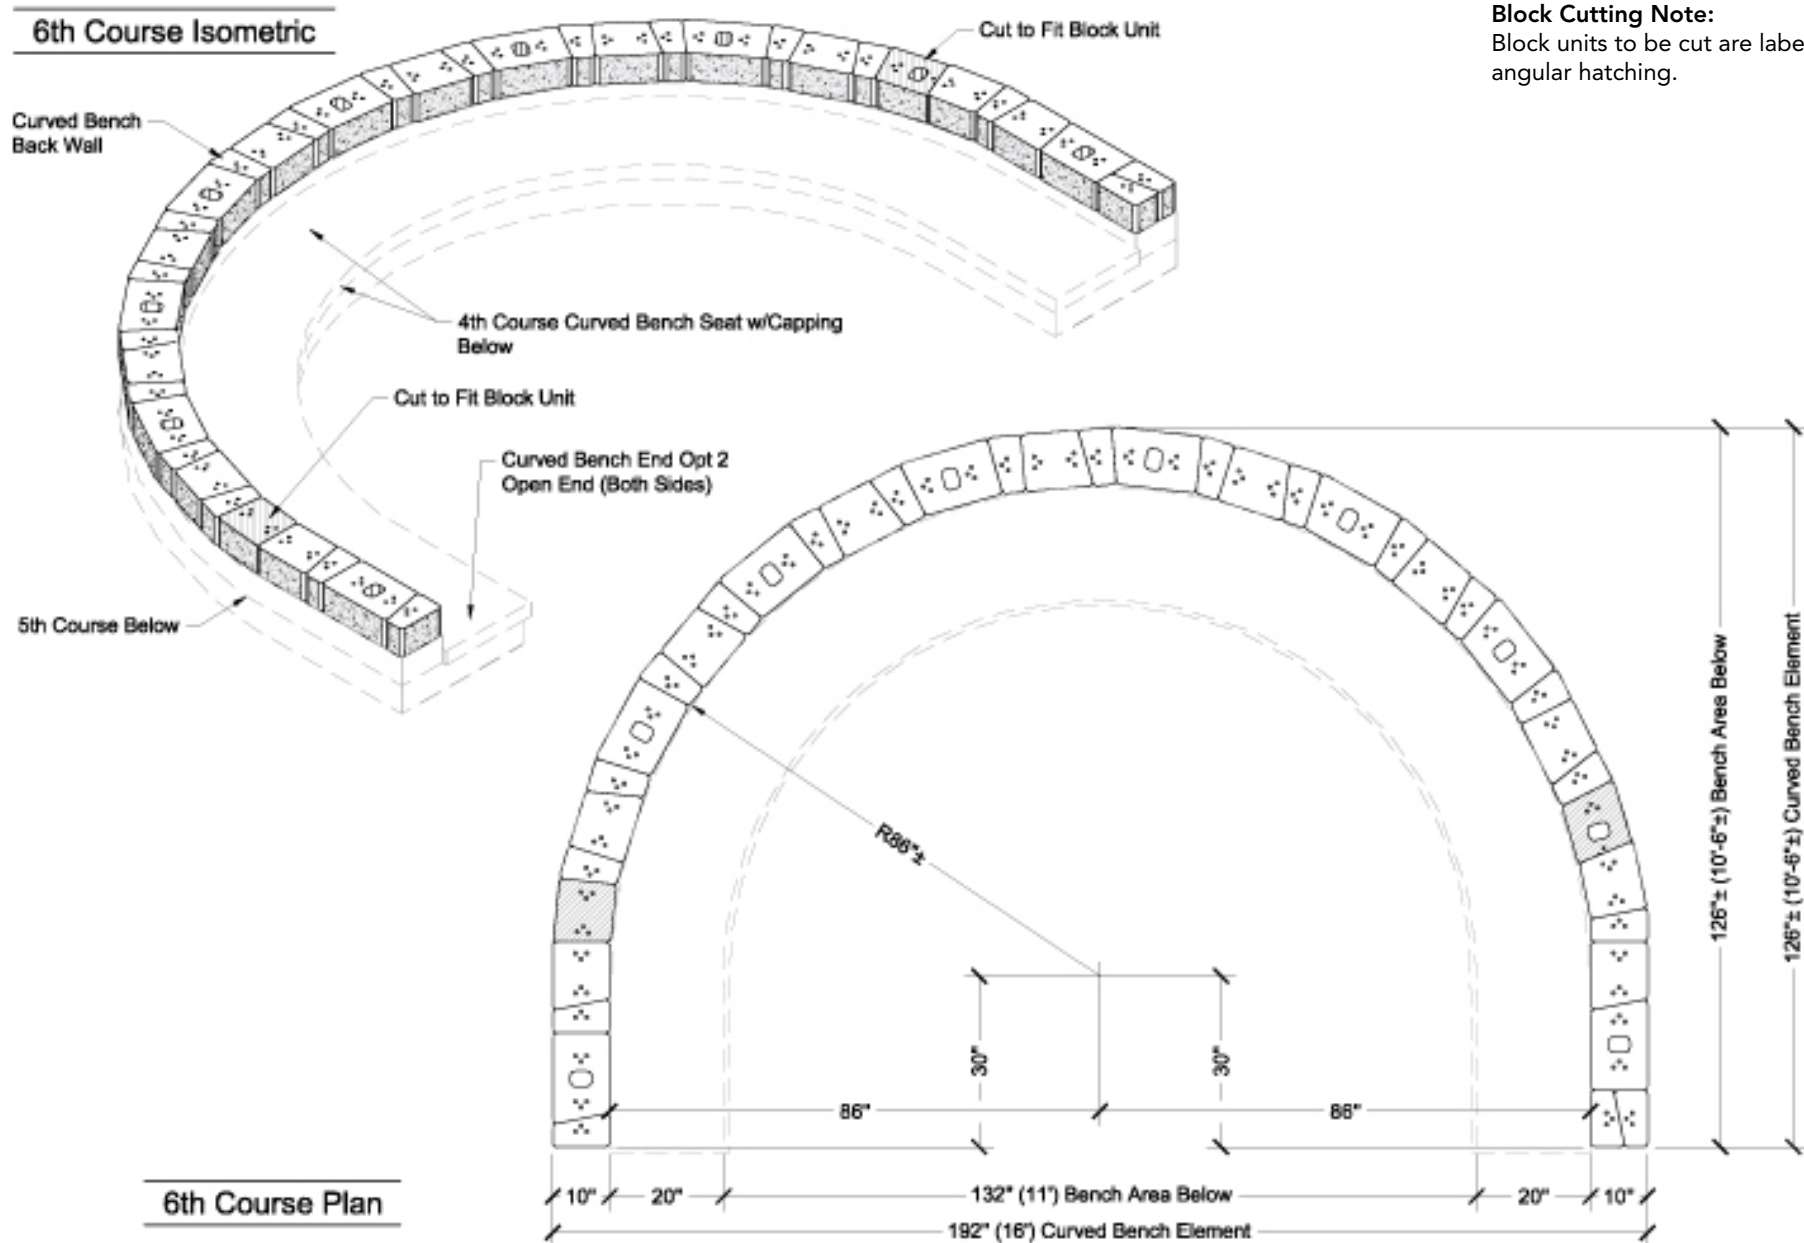 6th Course Isometric
Cut to Fit Block Unit
Block Cutting Note:
Block units to be cut are labe
angular hatching.
Curved Bench
Back Wall
4th Course Curved Bench Seat w/Capping
Below
Cut to Fit Block Unit
Curved Bench End Opt 2
Open End (Both Sides)
5th Course Below
R86"±
126"± (10'-6"±) Bench Area Below
126"± (10'-6"±) Curved Bench Element
30"
30"
86"
86"
10"
20"
132" (11') Bench Area Below
20"
10"
192" (16') Curved Bench Element
6th Course Plan